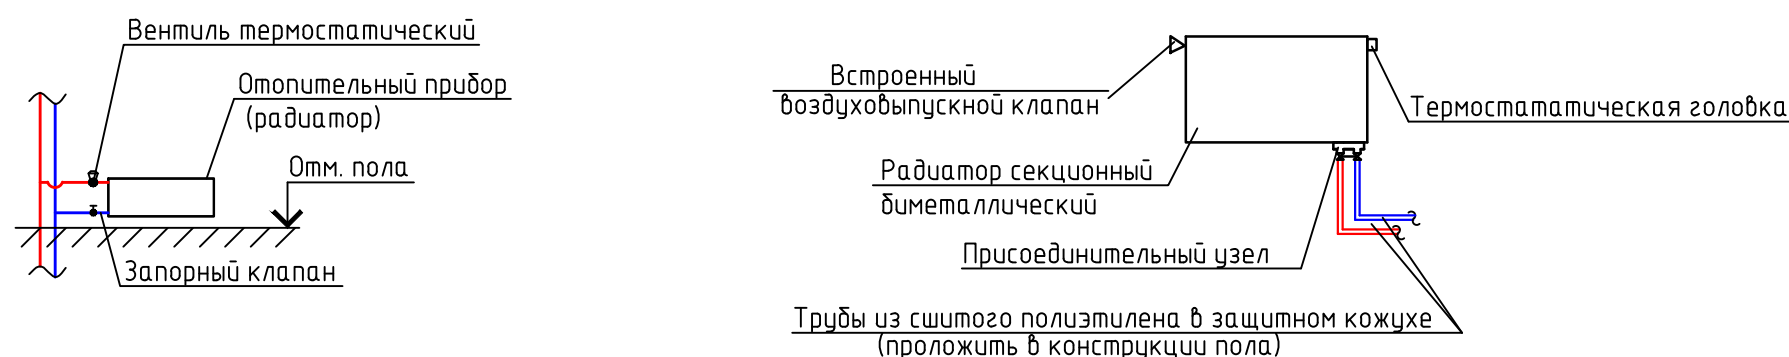 Вентиль термостатический
Отопительный прибор
(радиатор)
Отм. пола
Запорный клапан
Встроенный
воздуховыпускной клапан
Термостататическая головка
Радиатор секционный
биметаллический
Присоединительный узел
Трубы из сшитого полиэтилена в защитном кожухе
(проложить в конструкции пола)